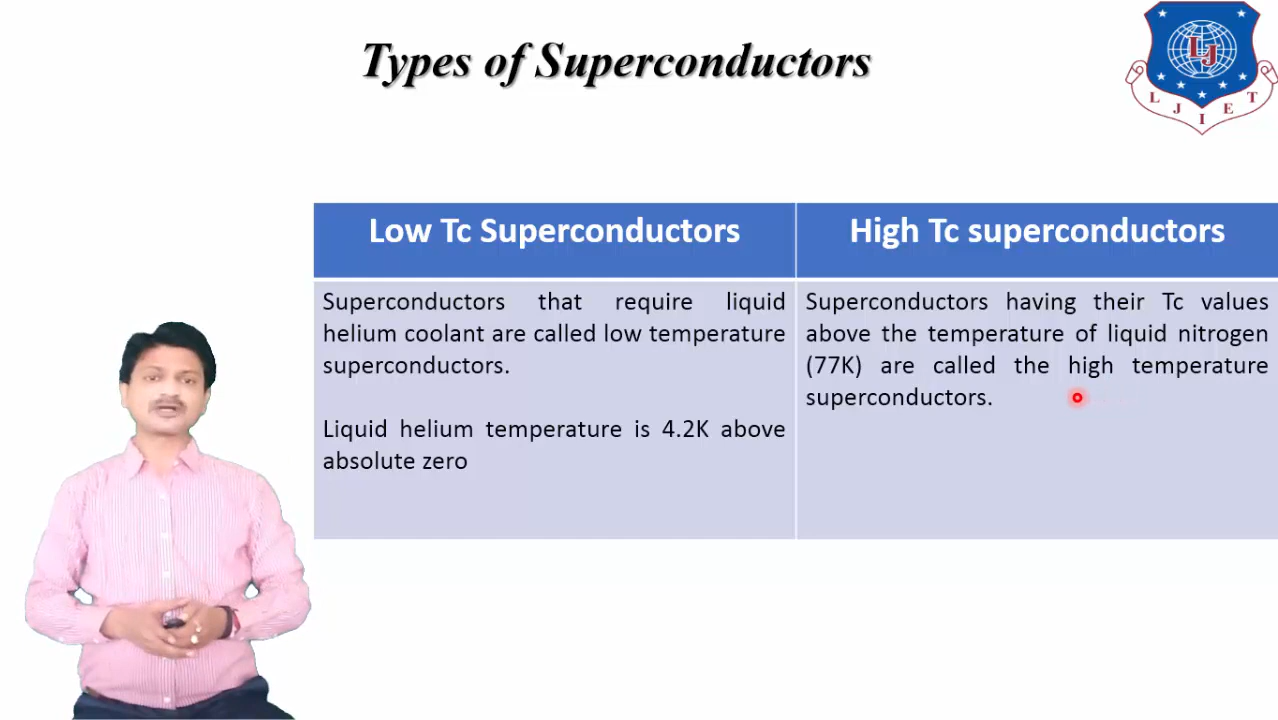 Types of Superconductors
LJ
L J I E T
Low Tc Superconductors
High Tc superconductors
Superconductors that require liquid
helium coolant are called low temperature
superconductors.
Liquid helium temperature is 4.2K above
absolute zero
Superconductors having their Tc values
above the temperature of liquid nitrogen
(77K) are called the high temperature
superconductors.